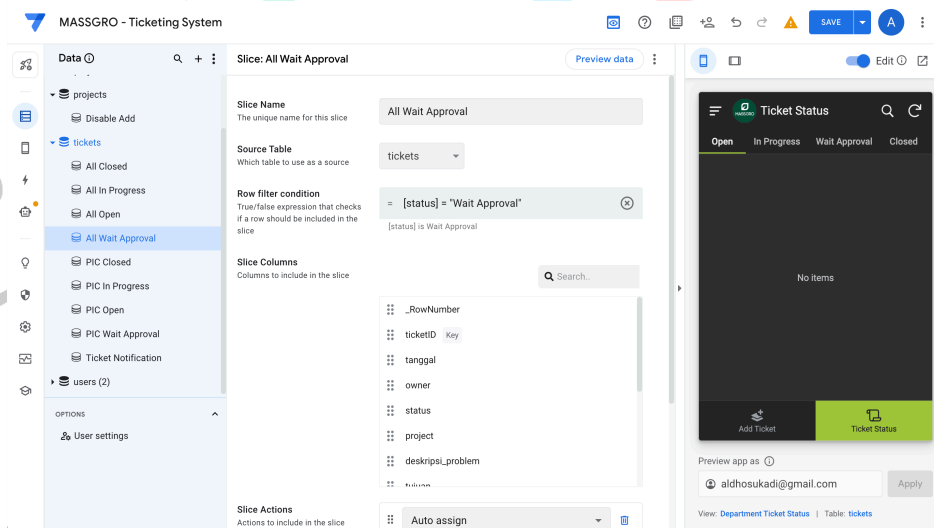 MASSGRO - Ticketing System
SAVE
A
Data
Slice: All Wait Approval
Preview data
Edit
projects
Disable Add
tickets
All Closed
All In Progress
All Open
All Wait Approval
PIC Closed
PIC In Progress
PIC Open
PIC Wait Approval
Ticket Notification
users (2)
OPTIONS
User settings
Slice Name
The unique name for this slice
All Wait Approval
Source Table
Which table to use as a source
tickets
Row filter condition
True/false expression that checks
if a row should be included in the
slice
= [status] = "Wait Approval"
[status] is Wait Approval
Slice Columns
Columns to include in the slice
Search..
_RowNumber
ticketID Key
tanggal
owner
status
project
deskripsi_problem
tujuan
Slice Actions
Actions to include in the slice
Auto assign
MASSGRO
Ticket Status
Open In Progress Wait Approval Closed
No items
Add Ticket
Ticket Status
Preview app as
aldhosukadi@gmail.com
Apply
View: Department Ticket Status | Table: tickets